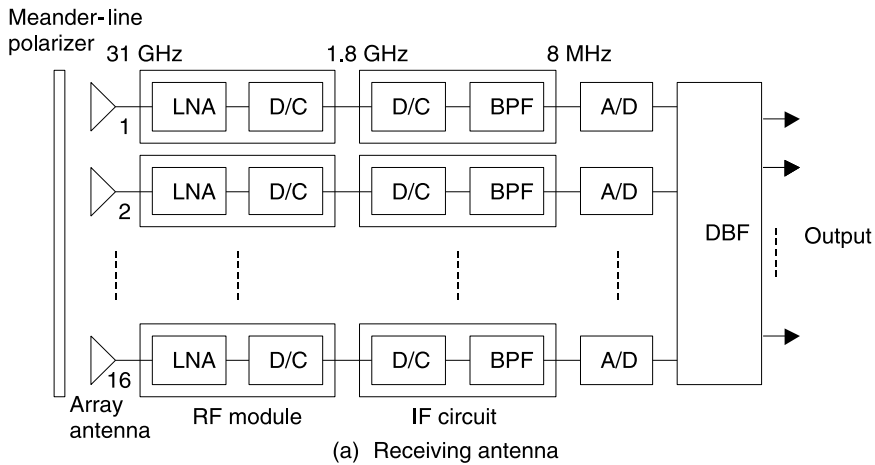 Meander-line
polarizer
31 GHz
1.8 GHz
8 MHz
1
LNA
D/C
D/C
BPF
A/D
2
LNA
D/C
D/C
BPF
A/D
DBF
Output
16
LNA
D/C
D/C
BPF
A/D
Array
antenna
RF module
IF circuit
(a) Receiving antenna